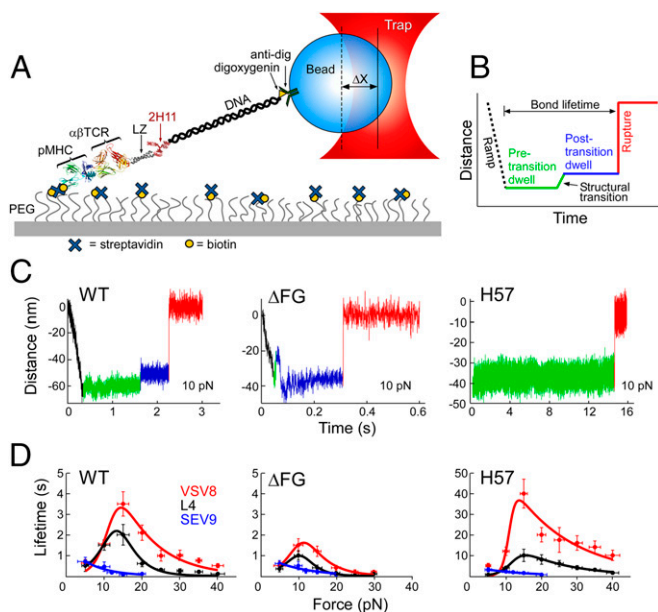 A
anti-dig
digoxygenin
Bead
Trap
ΔX
DNA
2H11
LZ
αβTCR
pMHC
PEG
= streptavidin
= biotin
B
Bond lifetime
Distance
Ramp
Pre-
transition
dwell
Post-
transition
dwell
Structural
transition
Rupture
Time
C
WT
ΔFG
H57
Distance (nm)
0
-20
-40
-60
0
-20
-40
0
-10
-20
-30
-40
-50
10 pN
10 pN
10 pN
0 1 2 3
0 0.2 0.4 0.6
0 4 8 12 16
Time (s)
D
WT
ΔFG
H57
VSV8
L4
SEV9
Lifetime (s)
5
4
3
2
1
0
5
4
3
2
1
0
50
40
30
20
10
0
0 10 20 30 40
0 10 20 30 40
0 10 20 30 40
Force (pN)